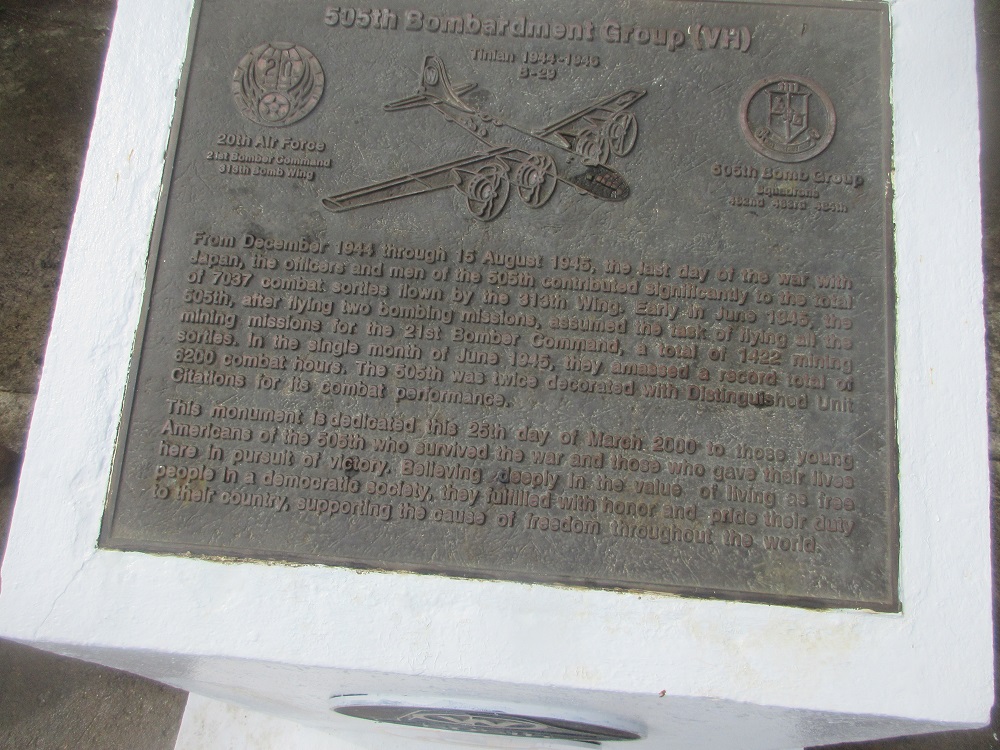 505th Bombardment Group (VH)
Tinian 1944-1945
B-29
20
20th Air Force
21st Bomber Command
313th Bomb Wing
505th Bomb Group
Squadrons
482nd 483rd 484th
From December 1944 through 15 August 1945, the last day of the war with
Japan, the officers and men of the 505th contributed significantly to the total
of 7037 combat sorties flown by the 313th Wing. Early in June 1945, the
505th, after flying two bombing missions, assumed the task of flying all the
mining missions for the 21st Bomber Command, a total of 1422 mining
sorties. In the single month of June 1945, they amassed a record total of
6200 combat hours. The 505th was twice decorated with Distinguished Unit
Citations for its combat performance.
This monument is dedicated this 25th day of March 2000 to those young
Americans of the 505th who survived the war and those who gave their lives
here in pursuit of victory. Believing deeply in the value of living as free
people in a democratic society, they fulfilled with honor and pride their duty
to their country, supporting the cause of freedom throughout the world.